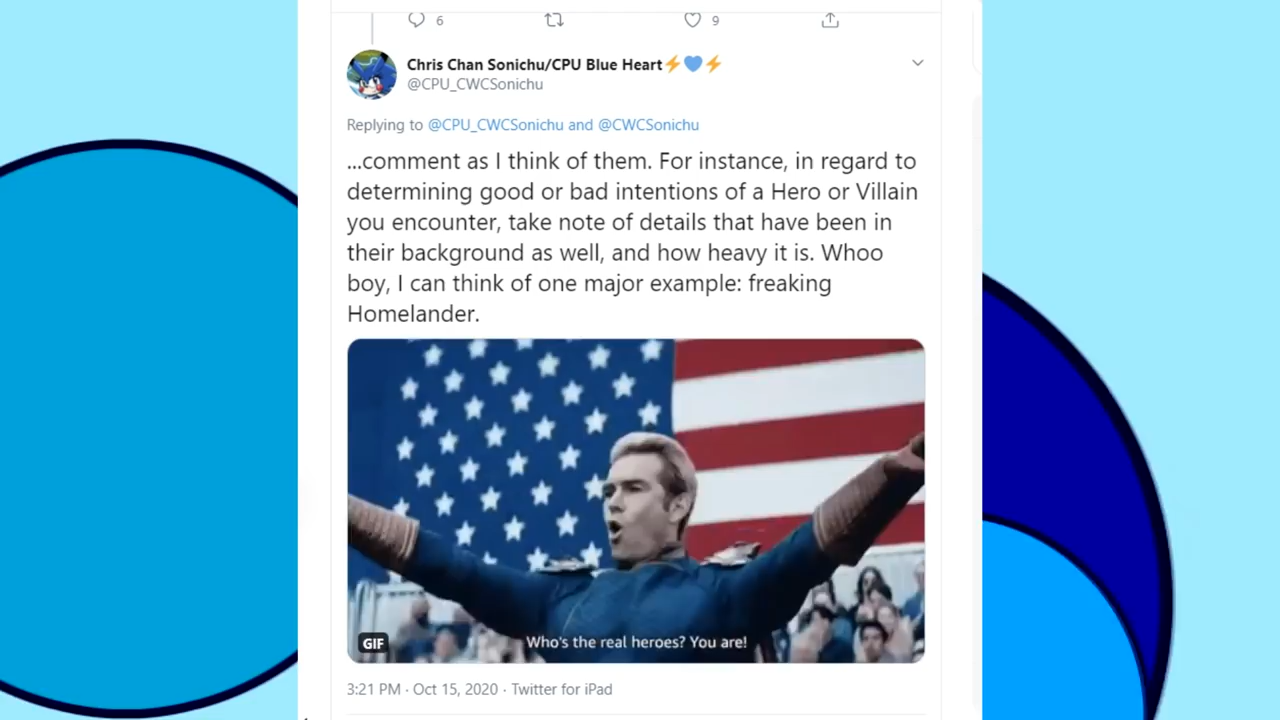 6 9
Chris Chan Sonichu/CPU Blue Heart⚡💙⚡
@CPU_CWCSonichu
Replying to @CPU_CWCSonichu and @CWCSonichu
...comment as I think of them. For instance, in regard to
determining good or bad intentions of a Hero or Villain
you encounter, take note of details that have been in
their background as well, and how heavy it is. Whoo
boy, I can think of one major example: freaking
Homelander.
GIF
Who's the real heroes? You are!
3:21 PM · Oct 15, 2020 · Twitter for iPad